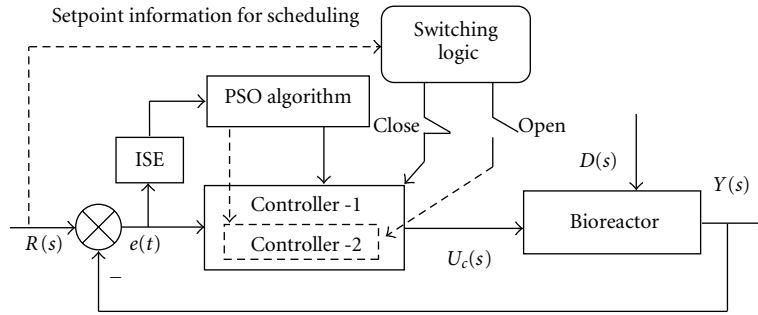 Setpoint information for scheduling
Switching
logic
PSO algorithm
Close
Open
ISE
D(s)
Y(s)
Controller -1
Bioreactor
R(s)
e(t)
Controller -2
U_c(s)
−